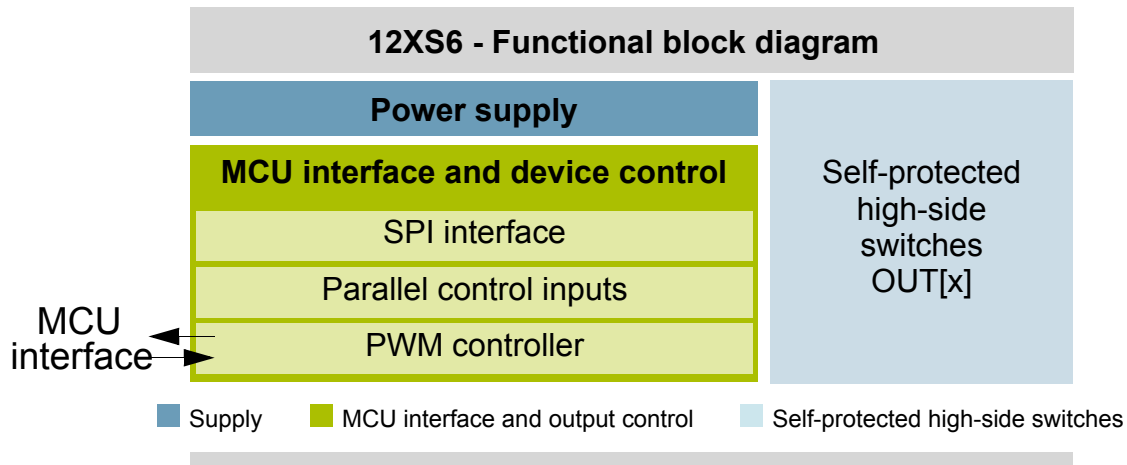 12XS6 - Functional block diagram
Power supply
MCU interface and device control
SPI interface
Parallel control inputs
PWM controller
Self-protected
high-side
switches
OUT[x]
MCU
interface
Supply
MCU interface and output control
Self-protected high-side switches